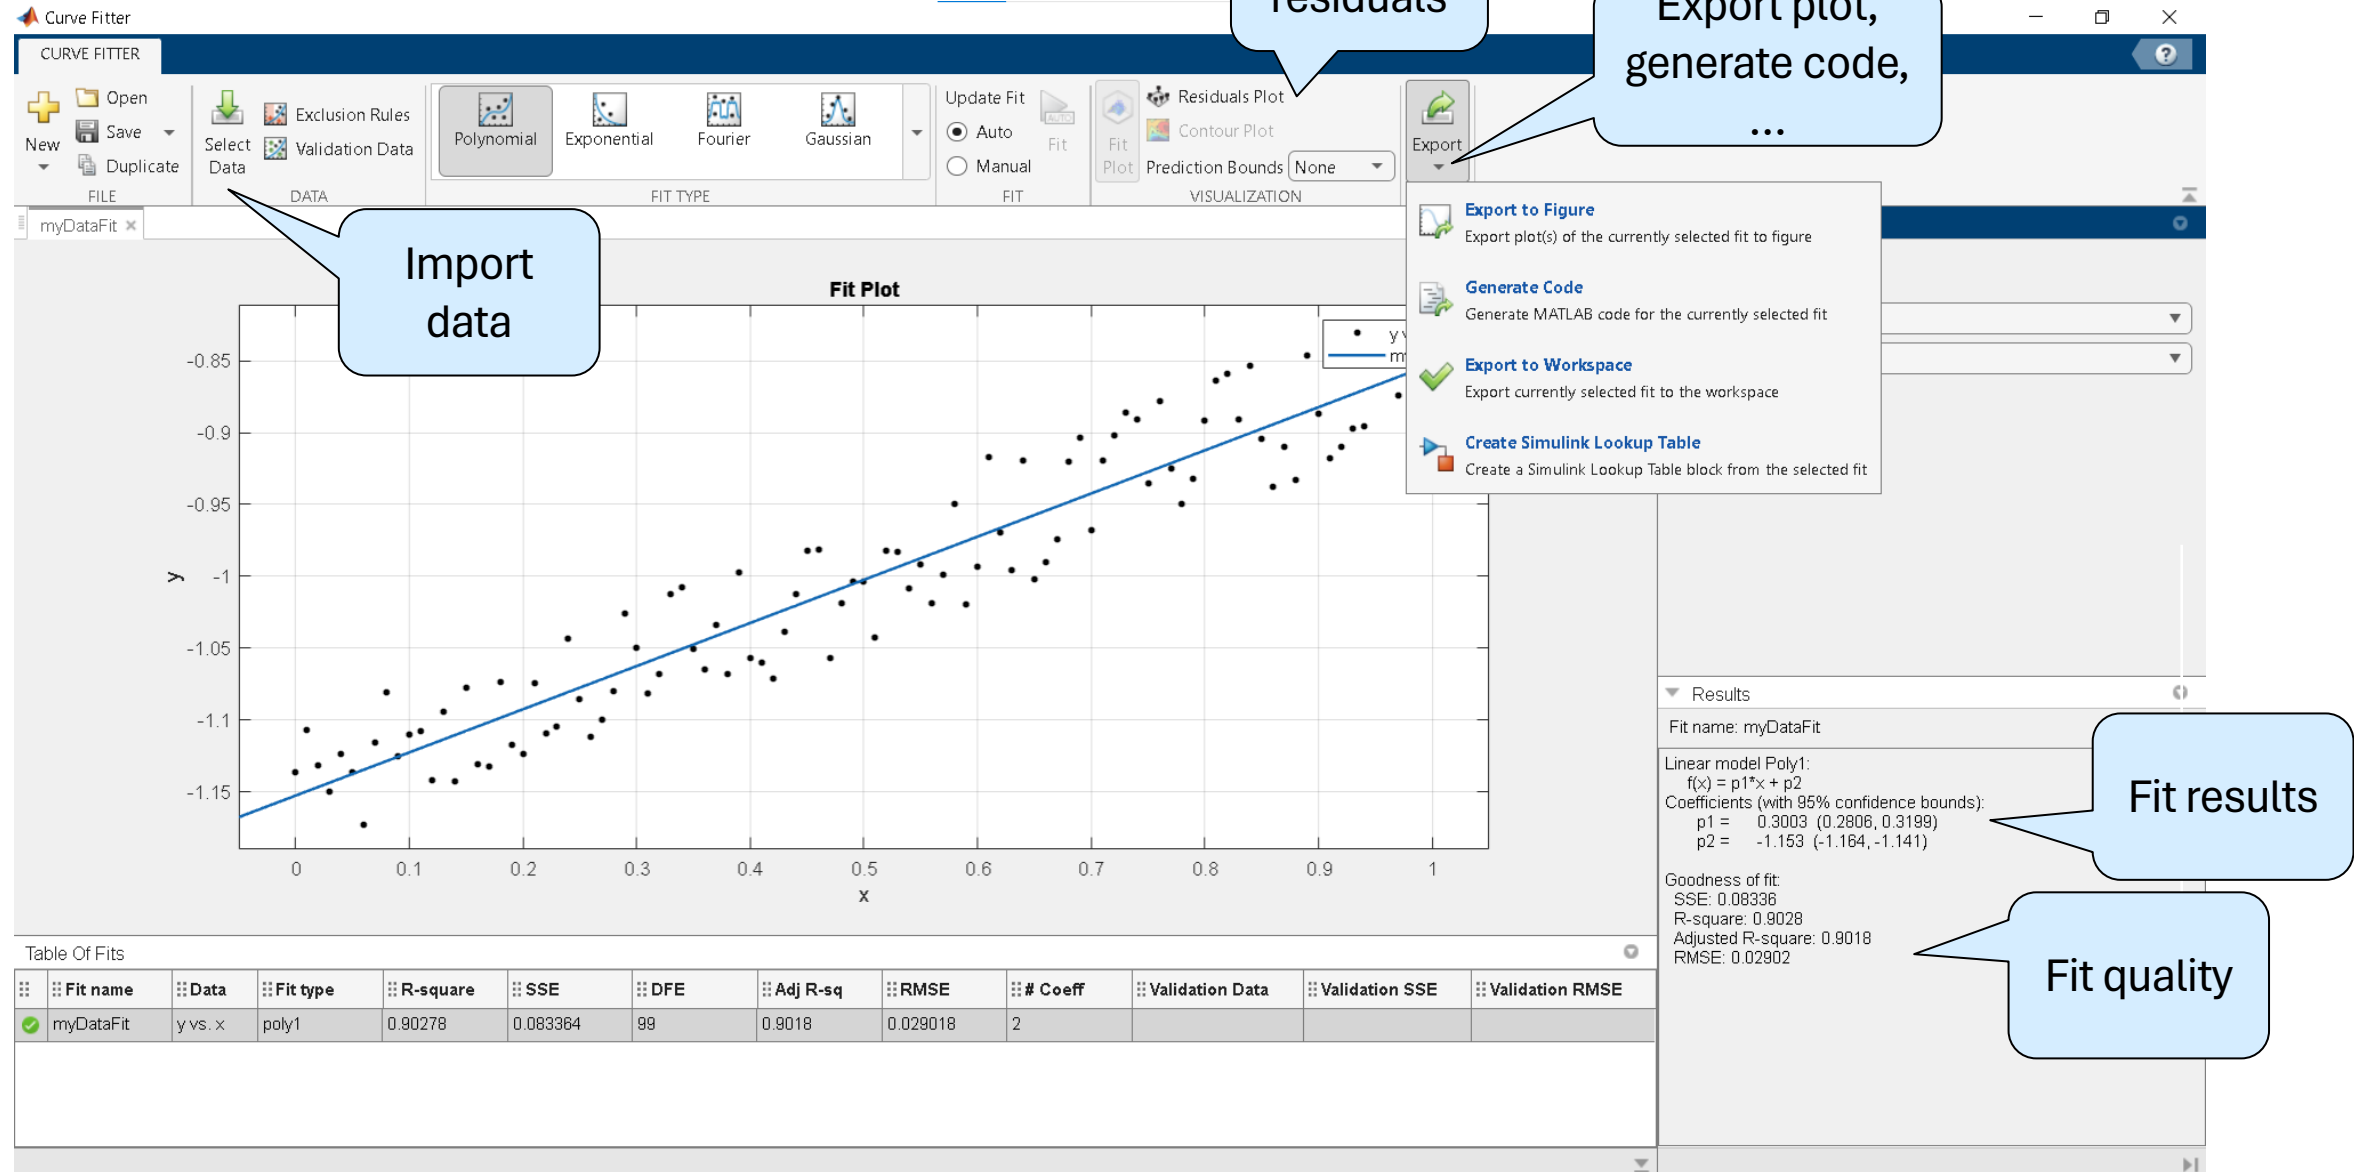 Curve Fitter
residuals
Export plot,
generate code,
...
CURVE FITTER
New
Open
Save
Duplicate
FILE
Select
Data
Exclusion Rules
Validation Data
DATA
Polynomial
Exponential
Fourier
Gaussian
FIT TYPE
Update Fit
Auto
Manual
AUTO
Fit
FIT
Fit
Plot
Residuals Plot
Contour Plot
Prediction Bounds None
VISUALIZATION
Export
myDataFit
Import
data
Export to Figure
Export plot(s) of the currently selected fit to figure
Generate Code
Generate MATLAB code for the currently selected fit
Export to Workspace
Export currently selected fit to the workspace
Create Simulink Lookup Table
Create a Simulink Lookup Table block from the selected fit
Fit Plot
y
-0.85
-0.9
-0.95
-1
-1.05
-1.1
-1.15
y
0 0.1 0.2 0.3 0.4 0.5 0.6 0.7 0.8 0.9 1
x
Results
Fit name: myDataFit
Linear model Poly1:
f(x) = p1*x + p2
Coefficients (with 95% confidence bounds):
p1 = 0.3003 (0.2806, 0.3199)
p2 = -1.153 (-1.164, -1.141)
Goodness of fit:
SSE: 0.08336
R-square: 0.9028
Adjusted R-square: 0.9018
RMSE: 0.02902
Fit results
Fit quality
Table Of Fits
Fit name Data Fit type R-square SSE DFE Adj R-sq RMSE # Coeff Validation Data Validation SSE Validation RMSE
myDataFit y vs. x poly1 0.90278 0.083364 99 0.9018 0.029018 2